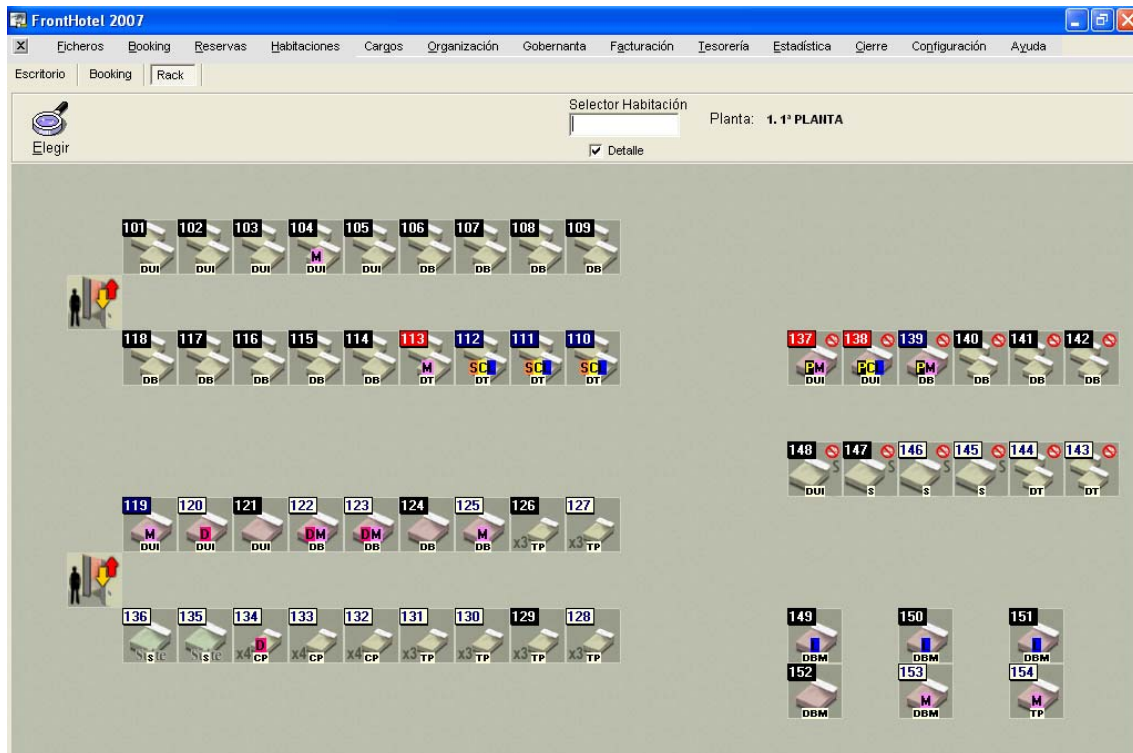 FrontHotel 2007
X Ficheros Booking Reservas Habitaciones Cargos Organización Gobernanta Facturación Tesorería Estadística Cierre Configuración Ayuda
Escritorio Booking Rack
Selector Habitación
Planta: 1. 1ª PLANTA
Elegir
Detalle
101 102 103 104 105 106 107 108 109
M
DUI DUI DUI DUI DUI DB DB DB DB
118 117 116 115 114 113 112 111 110 137 138 139 140 141 142
M SC SC SC PM PC PM
DB DB DB DB DB DT DT DT DT DUI DUI DB DB DB DB
148 147 146 145 144 143
S S S
DUI S S S DT DT
119 120 121 122 123 124 125 126 127
M D DM DM M x3 x3
DUI DUI DUI DB DB DB DB TP TP
136 135 134 133 132 131 130 129 128 149 150 151
D
x4 x4 x4 x3 x3 x3 x3
S S CP CP CP TP TP TP TP DBM DBM DBM
152 153 154
M M
DBM DBM TP